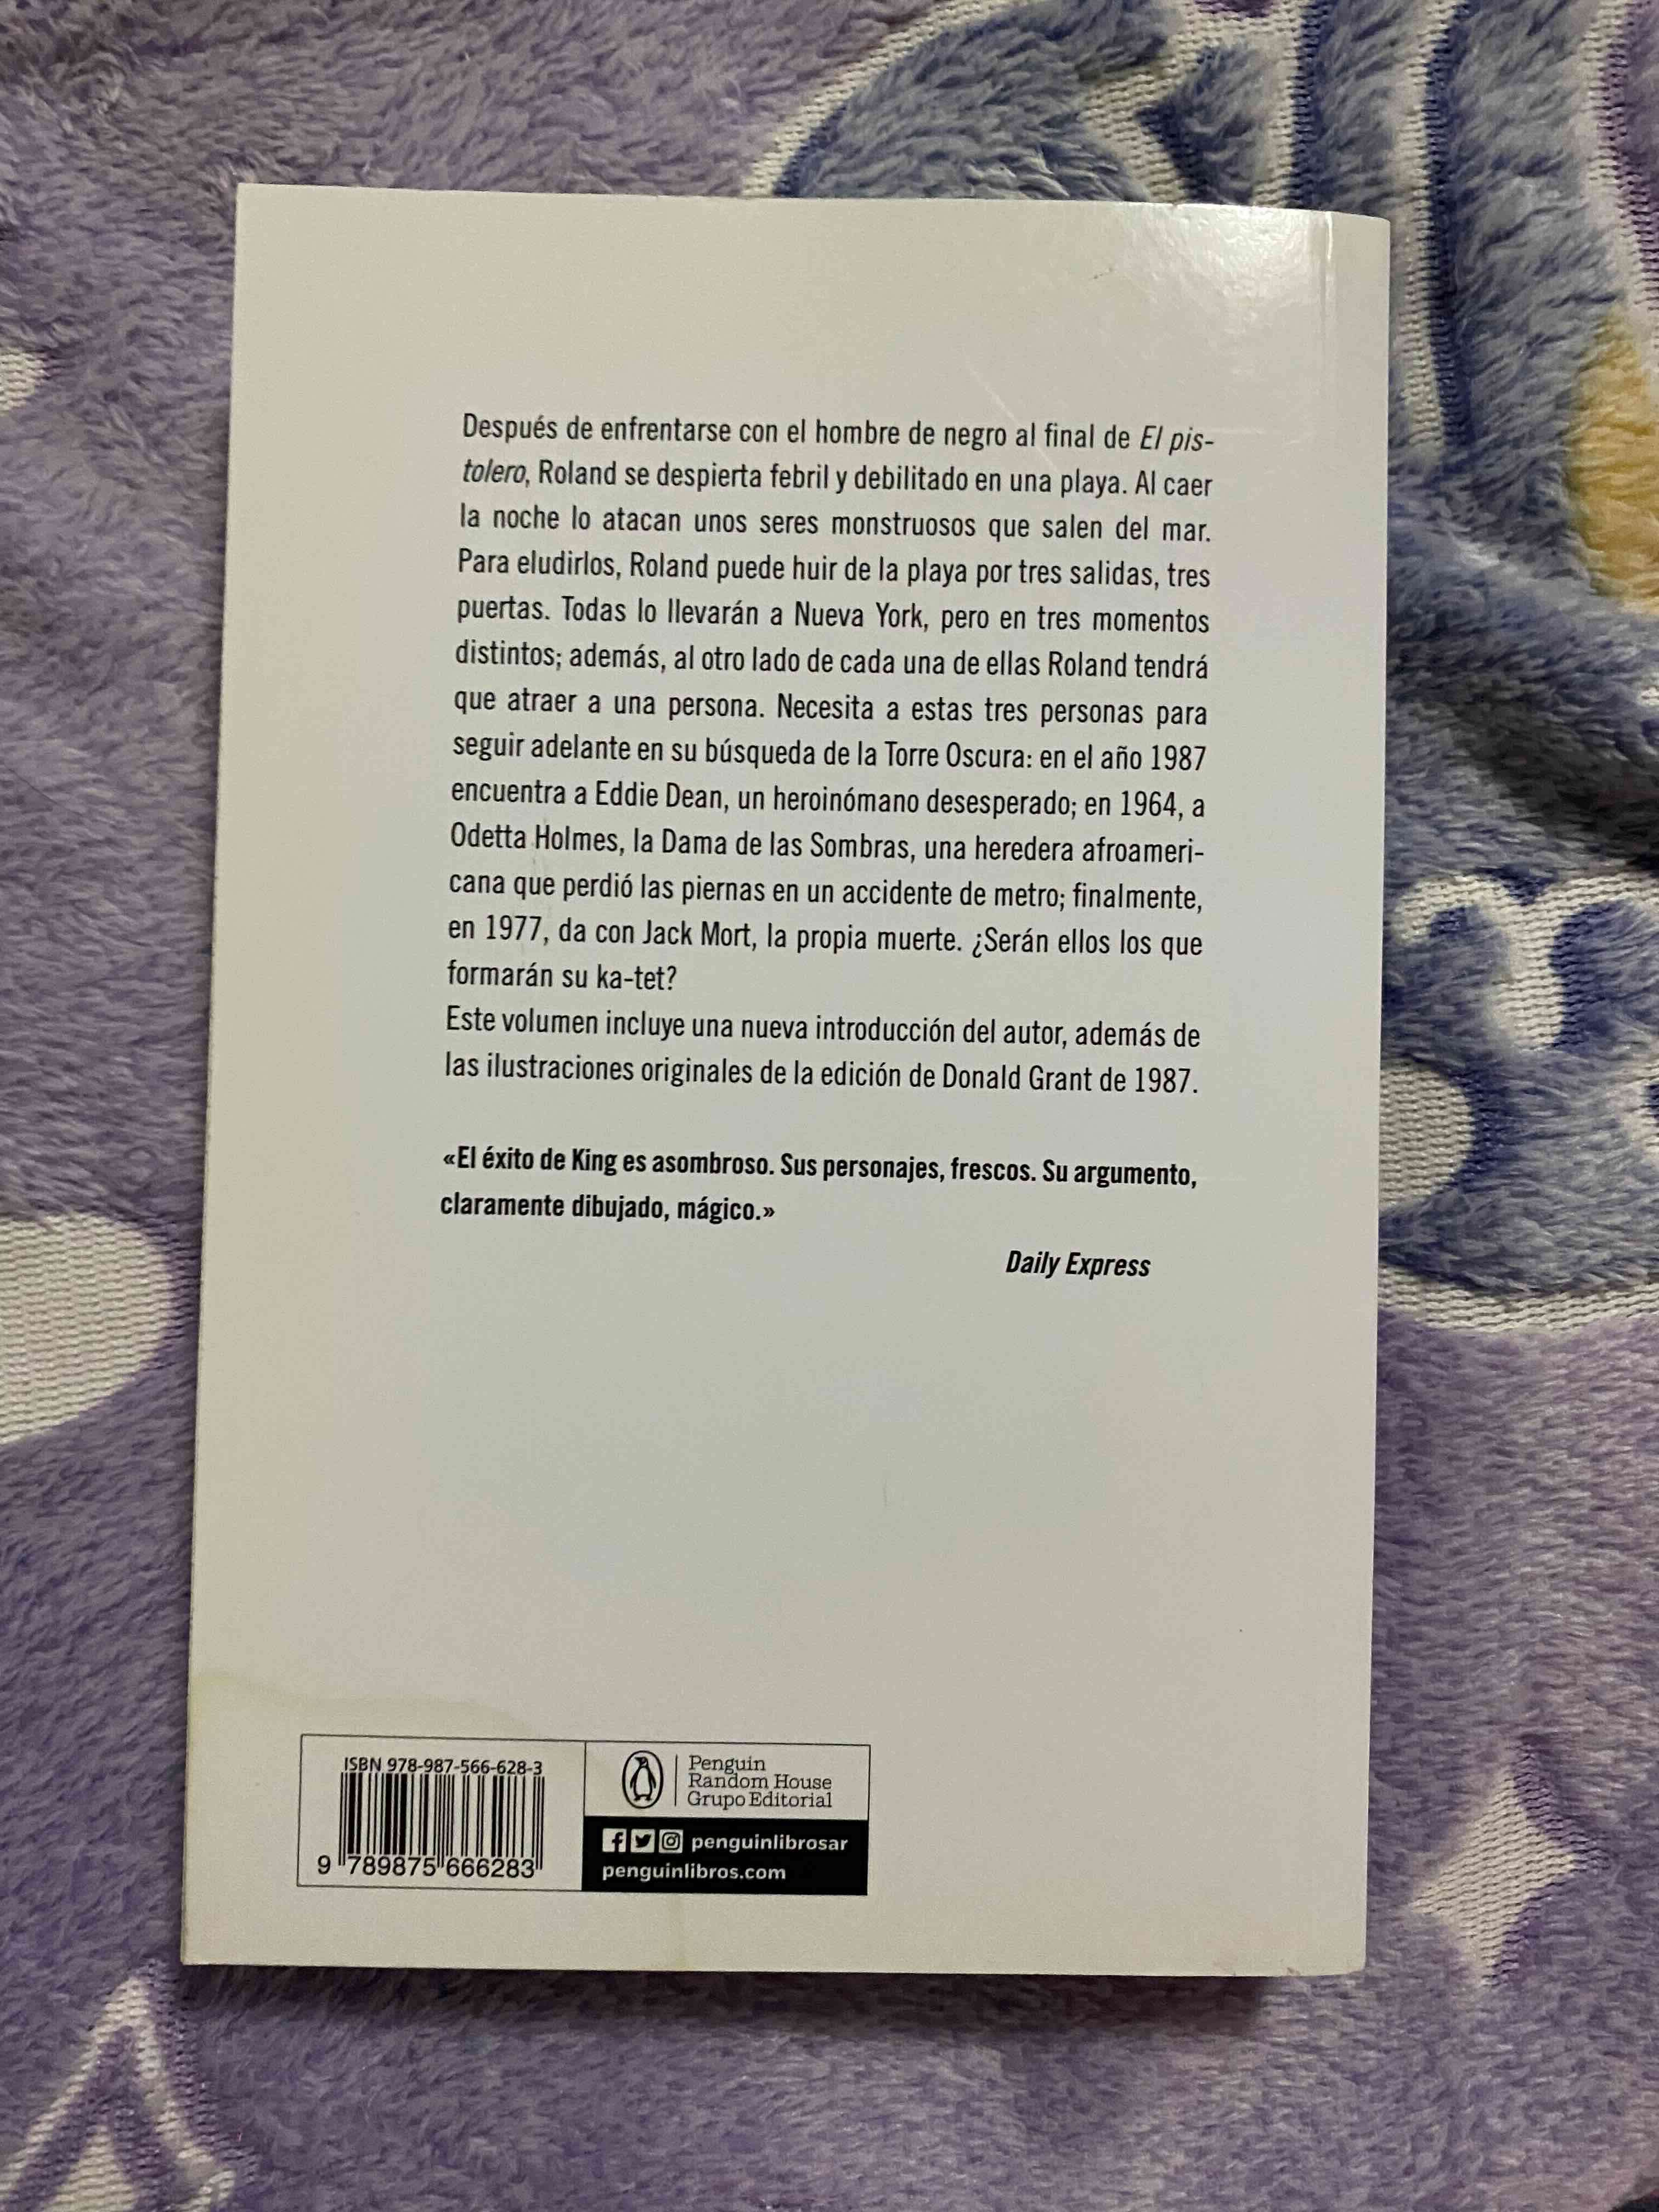 Después de enfrentarse con el hombre de negro al final de El pis-
tolero, Roland se despierta febril y debilitado en una playa. Al caer
la noche lo atacan unos seres monstruosos que salen del mar.
Para eludirlos, Roland puede huir de la playa por tres salidas, tres
puertas. Todas lo llevarán a Nueva York, pero en tres momentos
distintos; además, al otro lado de cada una de ellas Roland tendrá
que atraer a una persona. Necesita a estas tres personas para
seguir adelante en su búsqueda de la Torre Oscura: en el año 1987
encuentra a Eddie Dean, un heroinómano desesperado; en 1964, a
Odetta Holmes, la Dama de las Sombras, una heredera afroameri-
cana que perdió las piernas en un accidente de metro; finalmente,
en 1977, da con Jack Mort, la propia muerte. ¿Serán ellos los que
formarán su ka-tet?
Este volumen incluye una nueva introducción del autor, además de
las ilustraciones originales de la edición de Donald Grant de 1987.
«El éxito de King es asombroso. Sus personajes, frescos. Su argumento,
claramente dibujado, mágico.»
Daily Express
ISBN 978-987-566-628-3
9 789875 666283
Penguin
Random House
Grupo Editorial
penguinlibrosar
penguinlibros.com